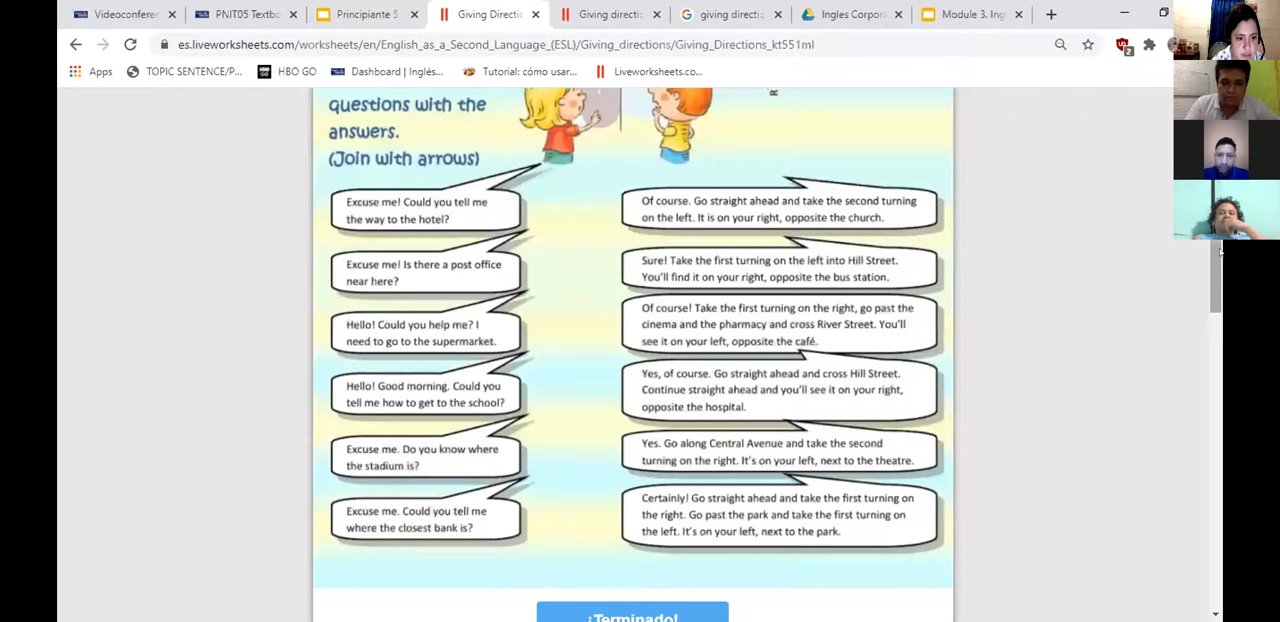 Videoconferen
PNIT05 Textbo
Principiante 5
Giving Directio
Giving directio
giving directio
Ingles Corpora
Module 3. Ing
es.liveworksheets.com/worksheets/en/English_as_a_Second_Language_(ESL)/Giving_directions/Giving_Directions_kt551ml
2
Apps
TOPIC SENTENCE/P...
HBO GO
Dashboard | Inglés...
Tutorial: cómo usar...
Liveworksheets.co...
questions with the
answers.
(Join with arrows)
Excuse me! Could you tell me
the way to the hotel?
Excuse me! Is there a post office
near here?
Hello! Could you help me? I
need to go to the supermarket.
Hello! Good morning. Could you
tell me how to get to the school?
Excuse me. Do you know where
the stadium is?
Excuse me. Could you tell me
where the closest bank is?
Of course. Go straight ahead and take the second turning
on the left. It is on your right, opposite the church.
Sure! Take the first turning on the left into Hill Street.
You'll find it on your right, opposite the bus station.
Of course! Take the first turning on the right, go past the
cinema and the pharmacy and cross River Street. You'll
see it on your left, opposite the café.
Yes, of course. Go straight ahead and cross Hill Street.
Continue straight ahead and you'll see it on your right,
opposite the hospital.
Yes. Go along Central Avenue and take the second
turning on the right. It's on your left, next to the theatre.
Certainly! Go straight ahead and take the first turning on
the right. Go past the park and take the first turning on
the left. It's on your left, next to the park.
¡Terminado!